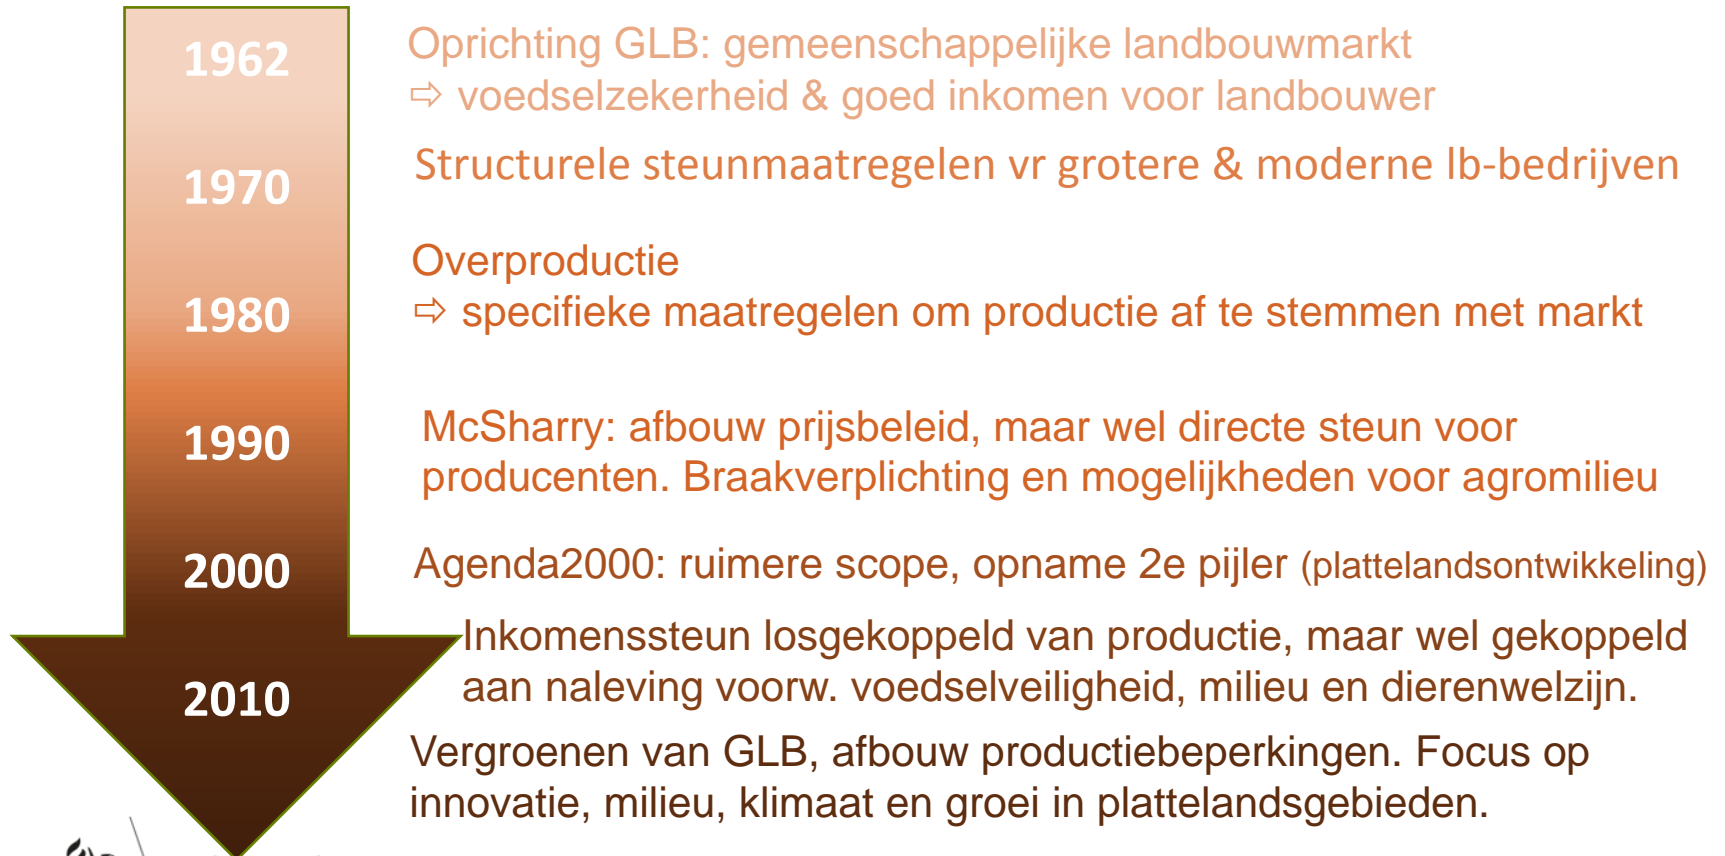 1962
Oprichting GLB: gemeenschappelijke landbouwmarkt
⇨ voedselzekerheid & goed inkomen voor landbouwer
1970
Structurele steunmaatregelen vr grotere & moderne lb-bedrijven
Overproductie
1980
⇨ specifieke maatregelen om productie af te stemmen met markt
1990
McSharry: afbouw prijsbeleid, maar wel directe steun voor
producenten. Braakverplichting en mogelijkheden voor agromilieu
2000
Agenda2000: ruimere scope, opname 2e pijler (plattelandsontwikkeling)
Inkomenssteun losgekoppeld van productie, maar wel gekoppeld
2010
aan naleving voorw. voedselveiligheid, milieu en dierenwelzijn.
Vergroenen van GLB, afbouw productiebeperkingen. Focus op
innovatie, milieu, klimaat en groei in plattelandsgebieden.